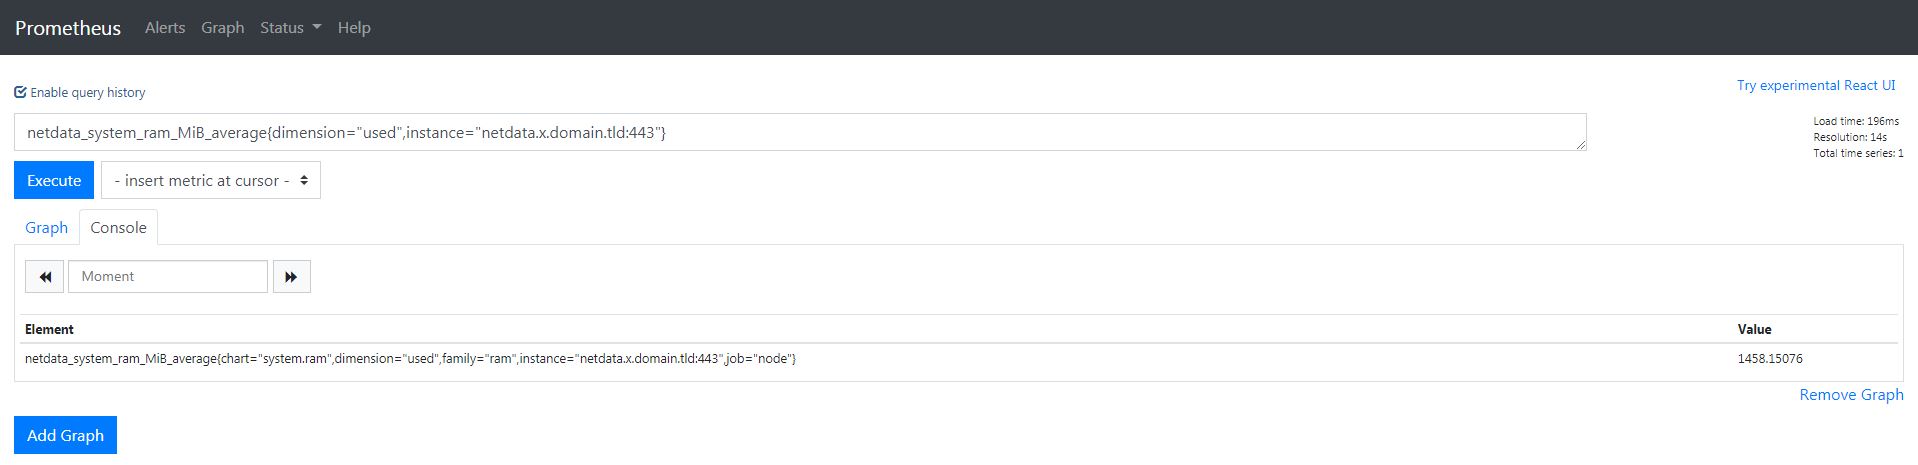 Prometheus Alerts Graph Status Help
Enable query history
Try experimental React UI
netdata_system_ram_MiB_average{dimension="used",instance="netdata.x.domain.tld:443"}
Load time: 196ms
Resolution: 14s
Total time series: 1
Execute - insert metric at cursor -
Graph Console
Moment
Element Value
netdata_system_ram_MiB_average{chart="system.ram",dimension="used",family="ram",instance="netdata.x.domain.tld:443",job="node"} 1458.15076
Remove Graph
Add Graph